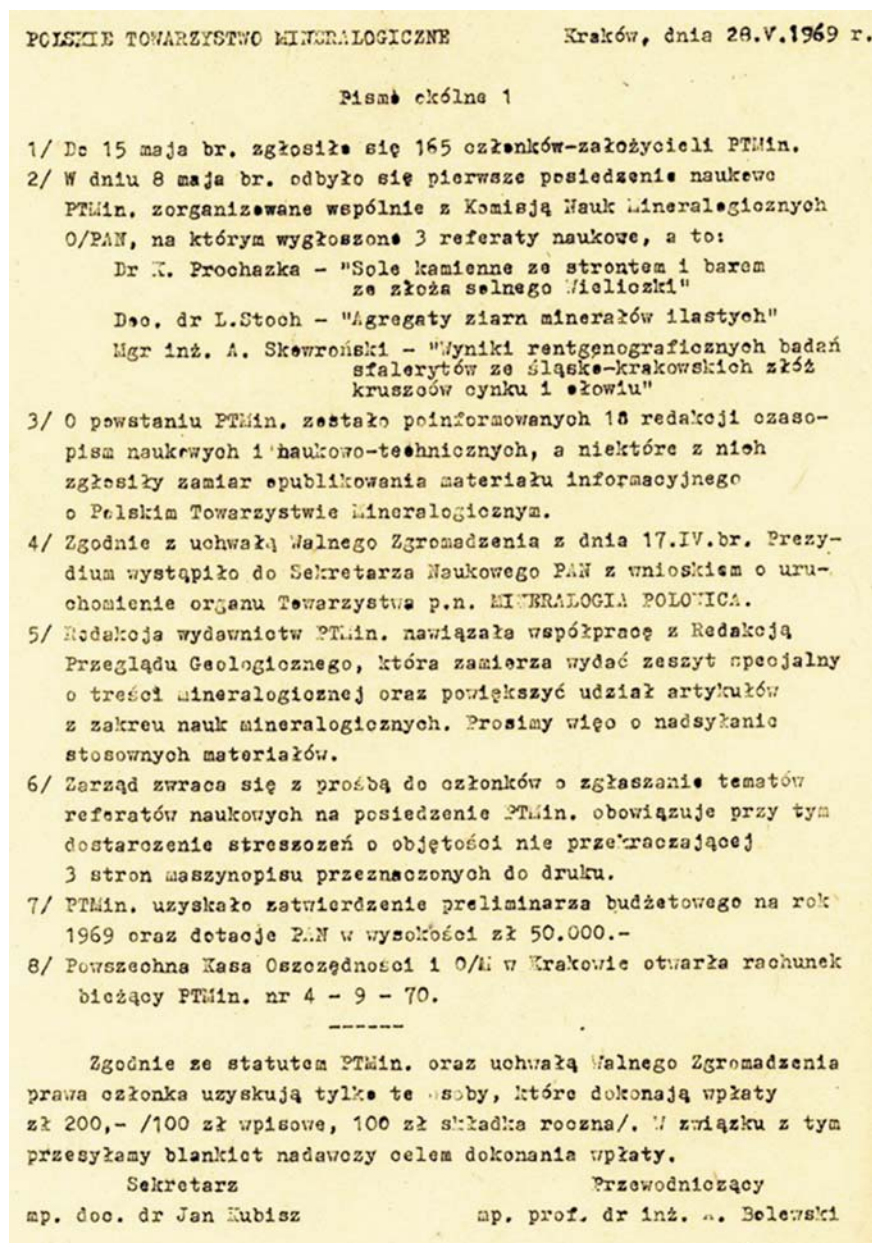 POLSKIE TOWARZYSTWO MINERALOGICZNE Kraków, dnia 28.V.1969 r.
Pismo okólne 1
1/ Do 15 maja br. zgłosiło się 165 członków-założycieli PTMin.
2/ W dniu 8 maja br. odbyło się pierwsze posiedzenie naukowe
PTMin. zorganizowane wspólnie z Komisją Nauk Mineralogicznych
O/PAN, na którym wygłoszono 3 referaty naukowe, a to:
Dr K. Prochazka - "Sole kamienne ze strontem i barem
ze złoża solnego Wieliczki"
Doc. dr L.Stoch - "Agregaty ziarn minerałów ilastych"
Mgr inż. A. Skowroński - "Wyniki rentgenograficznych badań
sfalerytów ze śląsko-krakowskich złóż
kruszców cynku i ołowiu"
3/ O powstaniu PTMin. zostało poinformowanych 18 redakcji czaso-
pism naukowych i naukowo-technicznych, a niektóre z nich
zgłosiły zamiar opublikowania materiału informacyjnego
o Polskim Towarzystwie Mineralogicznym.
4/ Zgodnie z uchwałą Walnego Zgromadzenia z dnia 17.IV.br. Prezy-
dium wystąpiło do Sekretarza Naukowego PAN z wnioskiem o uru-
chomienie organu Towarzystwa p.n. MINERALOGIA POLONICA.
5/ Redakcja wydawnictw PTMin. nawiązała współpracę z Redakcją
Przeglądu Geologicznego, która zamierza wydać zeszyt specjalny
o treści mineralogicznej oraz powiększyć udział artykułów
z zakreu nauk mineralogicznych. Prosimy więc o nadsyłanie
stosownych materiałów.
6/ Zarząd zwraca się z prośbą do członków o zgłaszanie tematów
referatów naukowych na posiedzenie PTMin. obowiązuje przy tym
dostarczenie streszczeń o objętości nie przekraczającej
3 stron maszynopisu przeznaczonych do druku.
7/ PTMin. uzyskało zatwierdzenie preliminarza budżetowego na rok
1969 oraz dotacje PAN w wysokości zł 50.000.-
8/ Powszechna Kasa Oszczędności i O/M w Krakowie otwarła rachunek
bieżący PTMin. nr 4 - 9 - 70.
------
Zgodnie ze statutem PTMin. oraz uchwałą Walnego Zgromadzenia
prawa członka uzyskują tylko te osoby, które dokonają wpłaty
zł 200,- /100 zł wpisowe, 100 zł składka roczna/. W związku z tym
przesyłamy blankiet nadawczy celem dokonania wpłaty.
Sekretarz Przewodniczący
mp. doc. dr Jan Kubisz mp. prof. dr inż. A. Bolewski